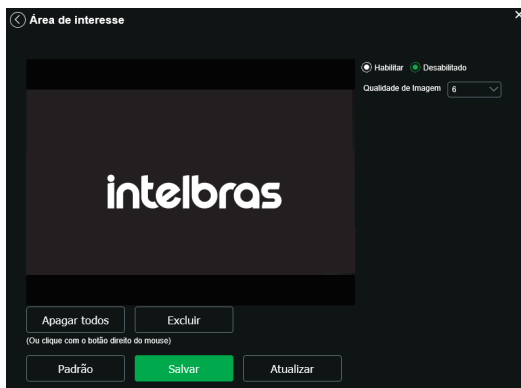 Área de interesse
Habilitar Desabilitado
Qualidade de Imagem 6
intelbras
Apagar todos Excluir
(Ou clique com o botão direito do mouse)
Padrão Salvar Atualizar